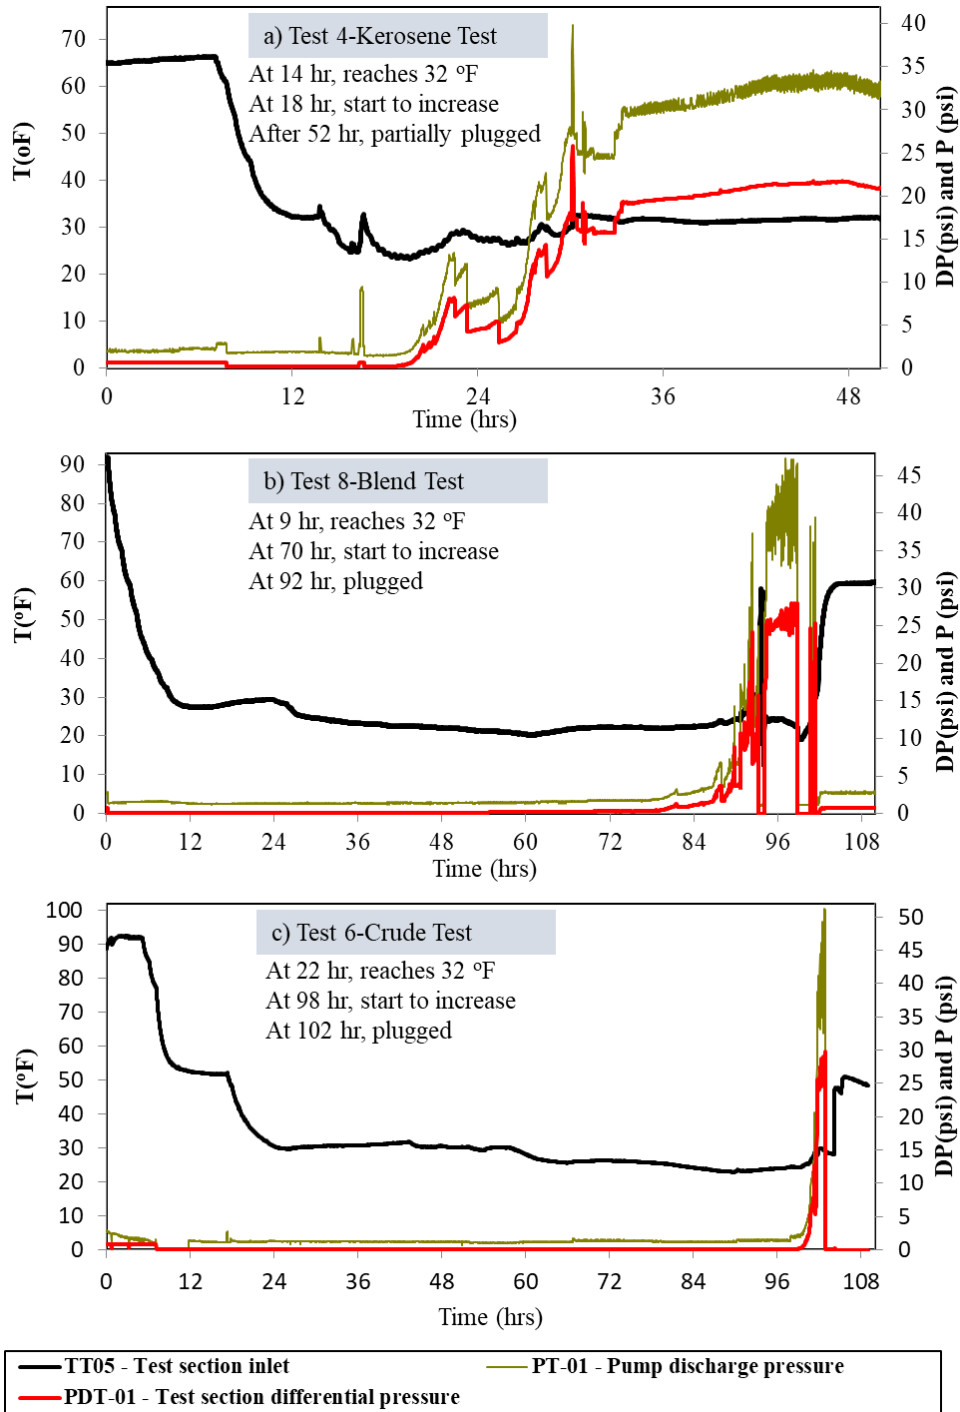 a) Test 4-Kerosene Test
At 14 hr, reaches 32 ºF
At 18 hr, start to increase
After 52 hr, partially plugged
T(oF)
70
60
50
40
30
20
10
0
DP(psi) and P (psi)
40
35
30
25
20
15
10
5
0
0 12 24 36 48
Time (hrs)
b) Test 8-Blend Test
At 9 hr, reaches 32 ºF
At 70 hr, start to increase
At 92 hr, plugged
T(ºF)
90
80
70
60
50
40
30
20
10
0
DP(psi) and P (psi)
45
40
35
30
25
20
15
10
5
0
0 12 24 36 48 60 72 84 96 108
Time (hrs)
c) Test 6-Crude Test
At 22 hr, reaches 32 ºF
At 98 hr, start to increase
At 102 hr, plugged
T(ºF)
100
90
80
70
60
50
40
30
20
10
0
DP(psi) and P (psi)
50
45
40
35
30
25
20
15
10
5
0
0 12 24 36 48 60 72 84 96 108
Time (hrs)
TT05 - Test section inlet PT-01 - Pump discharge pressure
PDT-01 - Test section differential pressure